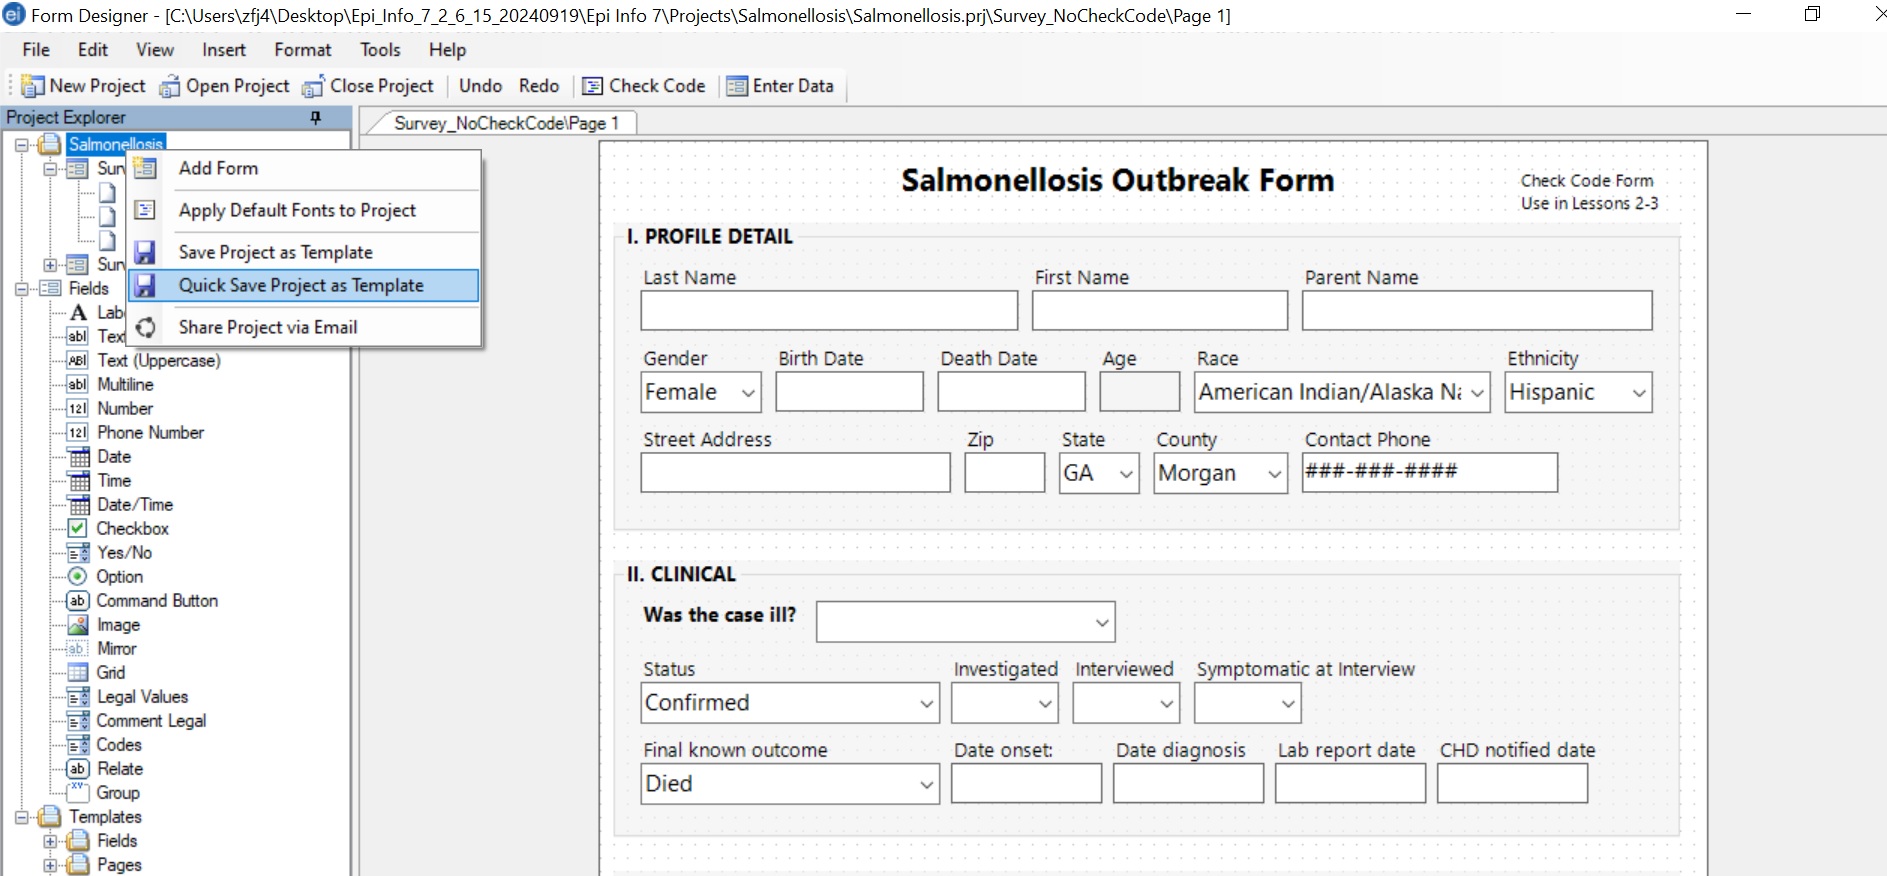 Form Designer - [C:\Users\zfj4\Desktop\Epi_Info_7_2_6_15_20240919\Epi Info 7\Projects\Salmonellosis\Salmonellosis.prj\Survey_NoCheckCode\Page 1]
File Edit View Insert Format Tools Help
New Project Open Project Close Project Undo Redo Check Code Enter Data
Project Explorer
Salmonellosis
Fields
Text (Uppercase)
Multiline
Number
Phone Number
Date
Time
Date/Time
Checkbox
Yes/No
Option
Command Button
Image
Mirror
Grid
Legal Values
Comment Legal
Codes
Relate
Group
Templates
Fields
Pages
Add Form
Apply Default Fonts to Project
Save Project as Template
Quick Save Project as Template
Share Project via Email
Survey_NoCheckCode\Page 1
Salmonellosis Outbreak Form
Check Code Form
Use in Lessons 2-3
I. PROFILE DETAIL
Last Name First Name Parent Name
Gender Birth Date Death Date Age Race Ethnicity
Female American Indian/Alaska Na Hispanic
Street Address Zip State County Contact Phone
GA Morgan ###-###-####
II. CLINICAL
Was the case ill?
Status Investigated Interviewed Symptomatic at Interview
Confirmed
Final known outcome Date onset: Date diagnosis Lab report date CHD notified date
Died